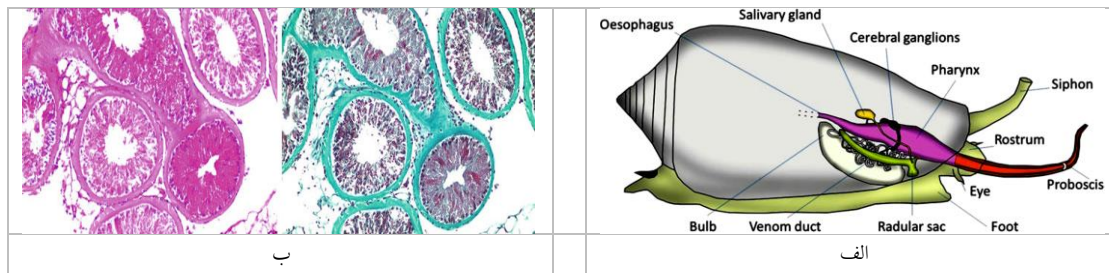 Salivary gland
Oesophagus
Cerebral ganglions
Pharynx
Siphon
Rostrum
Proboscis
Eye
Bulb
Venom duct
Radular sac
Foot
الف
ب